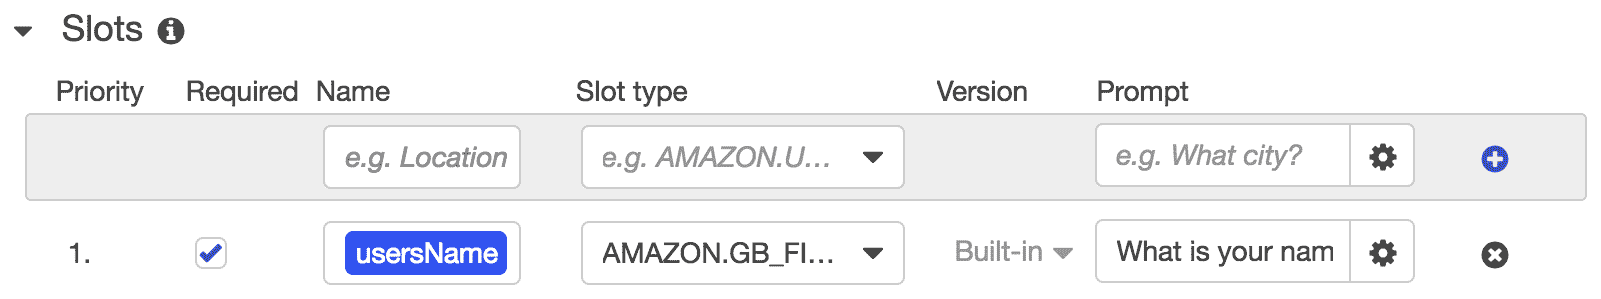 Slots
Priority Required Name Slot type Version Prompt
e.g. Location e.g. AMAZON.U... e.g. What city?
1. usersName AMAZON.GB_FI... Built-in What is your nam